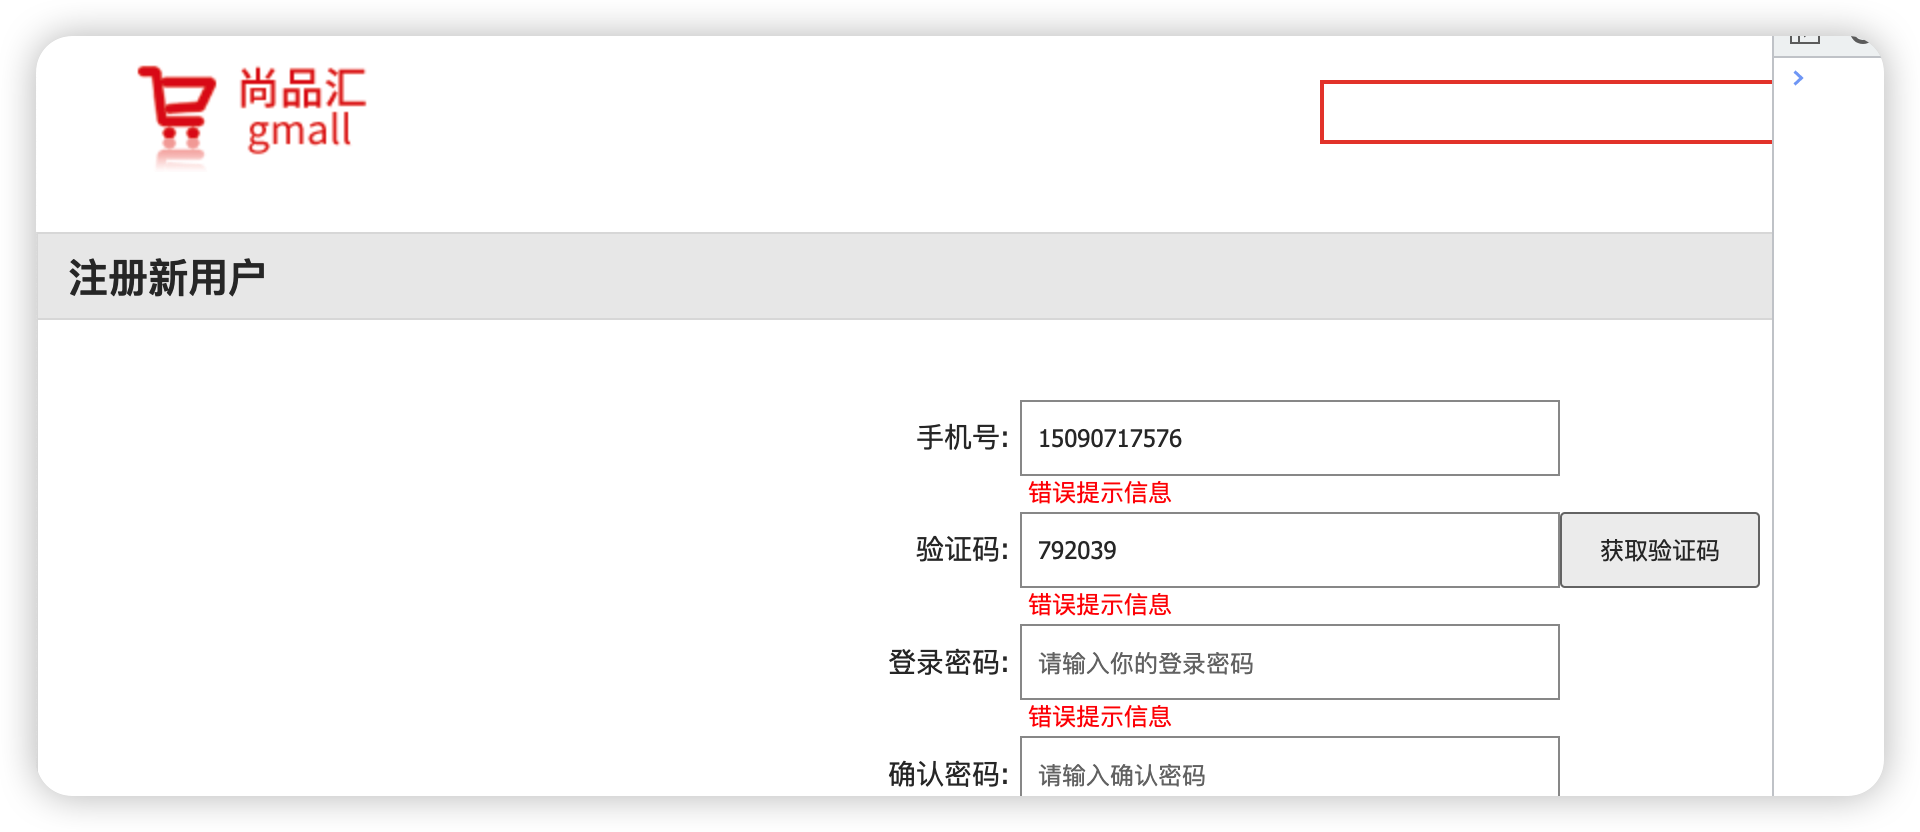 尚品汇
gmall
注册新用户
手机号: 15090717576
错误提示信息
验证码: 792039 获取验证码
错误提示信息
登录密码: 请输入你的登录密码
错误提示信息
确认密码: 请输入确认密码